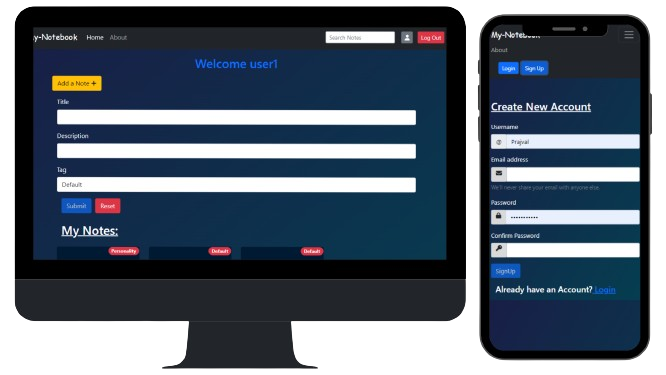 y-Notebook Home About Search Notes Log Out
Welcome user1
Add a Note +
Title
Description
Tag
Default
Submit Reset
My Notes:
Personality Default Default
My-Notebook
About
Login Sign Up
Create New Account
Username
@ Prajval
Email address
We'll never share your email with anyone else.
Password
Confirm Password
SignUp
Already have an Account? Login